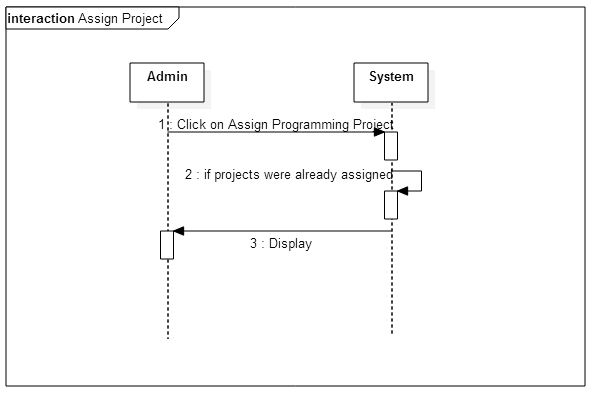 interaction Assign Project
Admin
System
1 : Click on Assign Programming Project
2 : if projects were already assigned
3 : Display